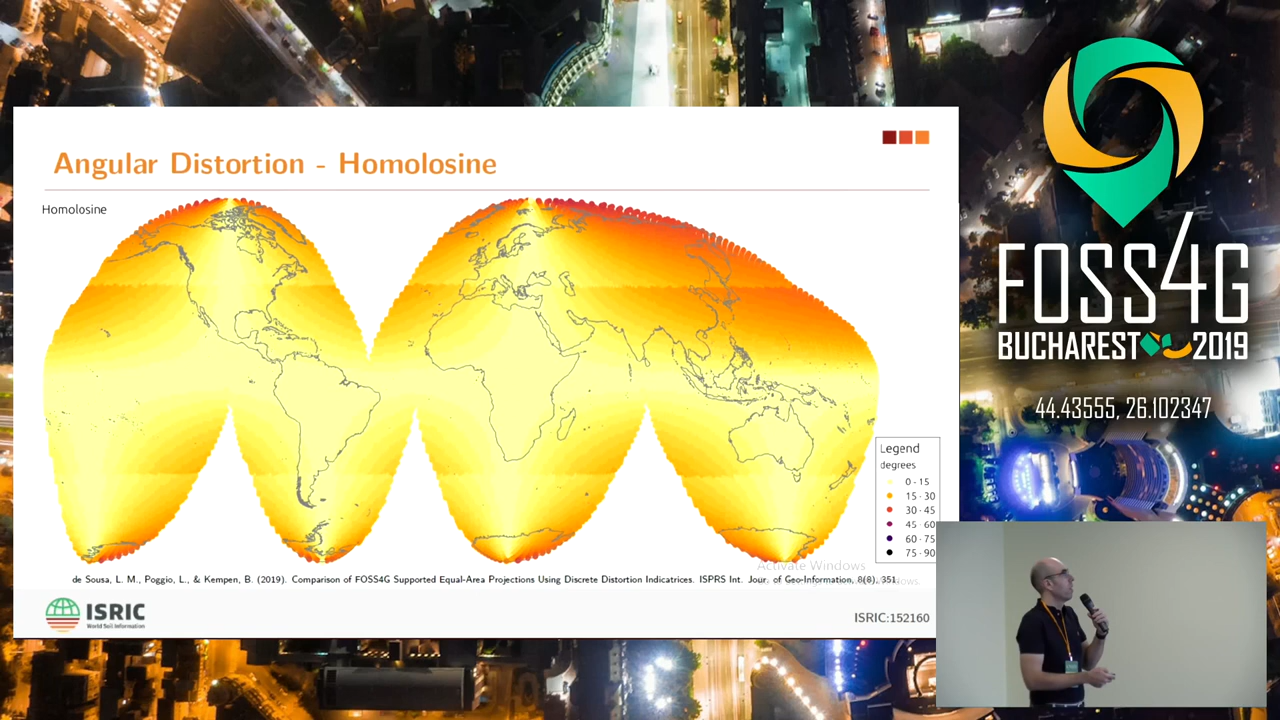 Angular Distortion - Homolosine
Homolosine
Legend
degrees
0 - 15
15 - 30
30 - 45
45 - 60
60 - 75
75 - 90
Activate Windows
de Sousa, L. M., Poggio, L., & Kempen, B. (2019). Comparison of FOSS4G Supported Equal-Area Projections Using Discrete Distortion Indicatrices. ISPRS Int. Jour. of Geo-Information, 8(8), 351.
ISRIC
World Soil Information
ISRIC:152160
FOSS4G
BUCHAREST 2019
44.43555, 26.102347